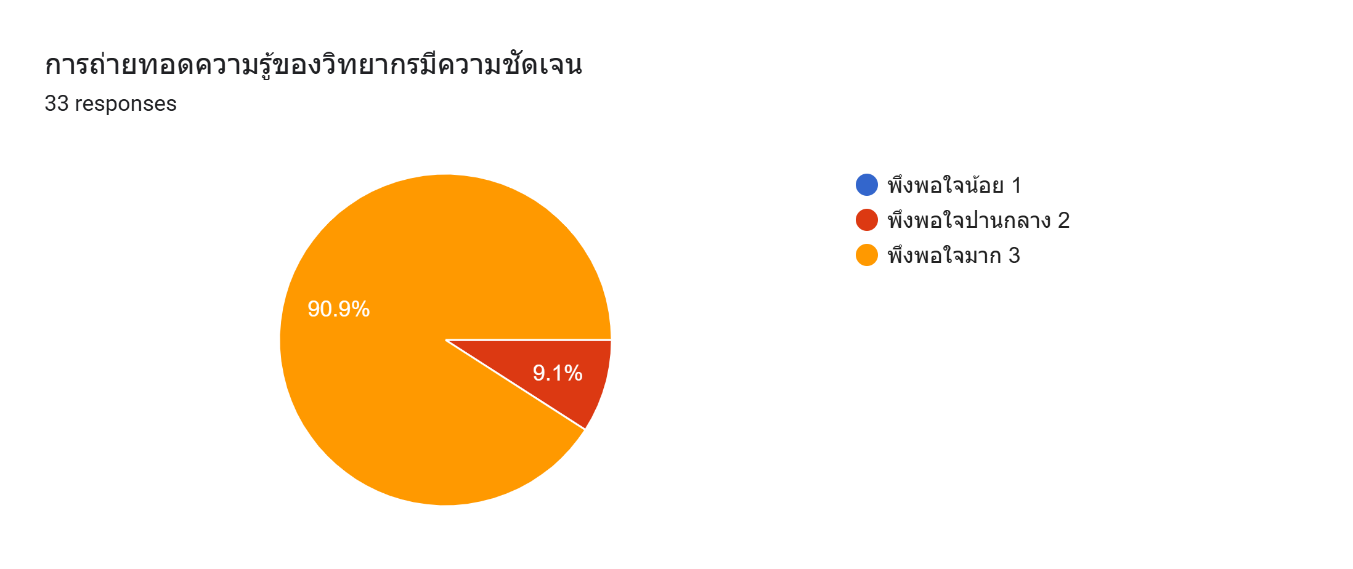 การถ่ายทอดความรู้ของวิทยากรมีความชัดเจน
33 responses
พึงพอใจน้อย 1
พึงพอใจปานกลาง 2
พึงพอใจมาก 3
90.9%
9.1%